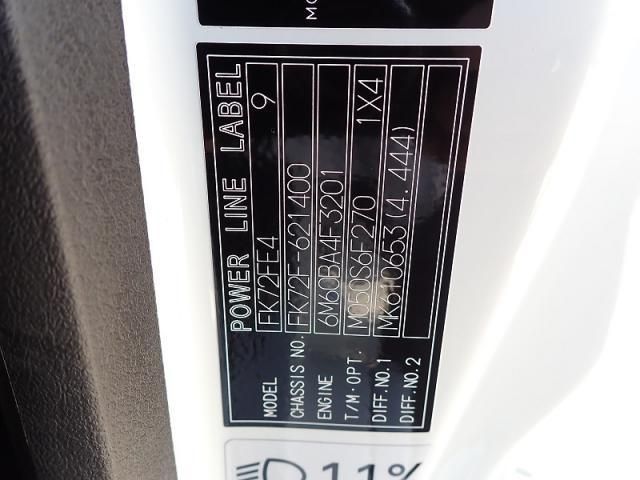 POWER LINE LABEL
MODEL FK72FE4 9
CHASSIS NO. FK72F-621400
ENGINE 6M60BA4F3201
T/M·OPT. M050S6F270 1X4
DIFF.NO.1 MK610653(4.444)
DIFF.NO.2
11%